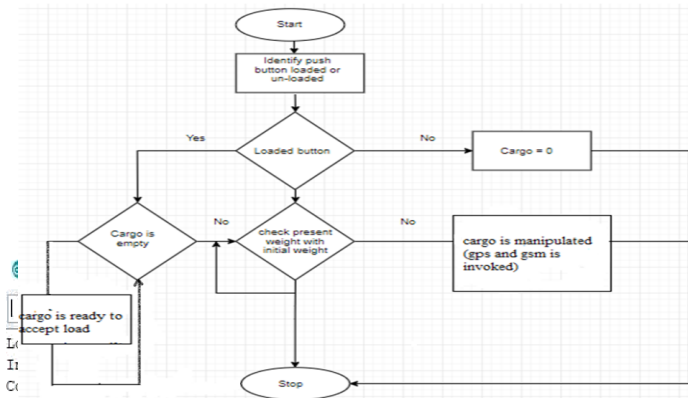 Start
Identify push
button loaded or
un-loaded
Yes
Loaded button
No
Cargo = 0
Cargo is
empty
No
check present
weight with
initial weight
No
cargo is manipulated
(gps and gsm is
invoked)
cargo is ready to
accept load
Stop